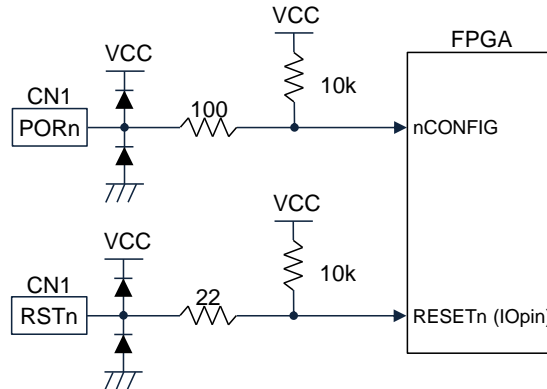 FPGA
VCC
VCC
CN1
100
10k
PORn
nCONFIG
VCC
VCC
CN1
22
10k
RSTn
RESETn (IOpin)